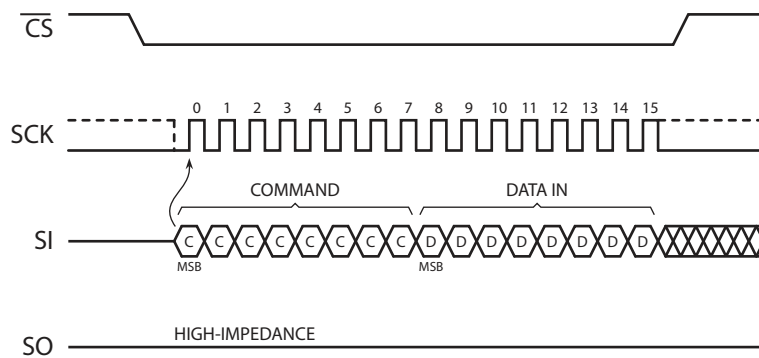 CS
0 1 2 3 4 5 6 7 8 9 10 11 12 13 14 15
SCK
COMMAND DATA IN
SI C C C C C C C C D D D D D D D D
MSB MSB
HIGH-IMPEDANCE
SO